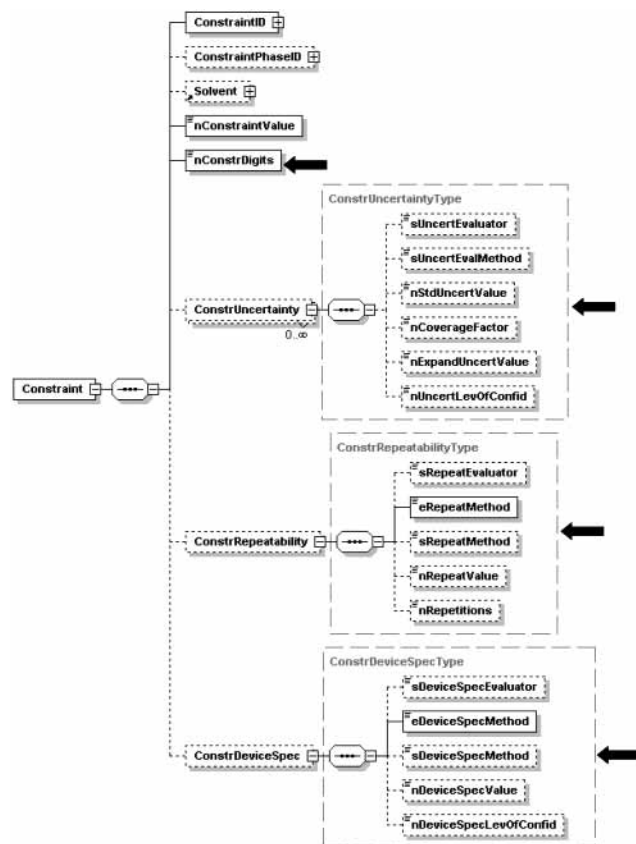 ConstraintID
ConstraintPhaseID
Solvent
nConstraintValue
nConstrDigits
ConstrUncertaintyType
sUncertEvaluator
sUncertEvalMethod
nStdUncertValue
ConstrUncertainty
nCoverageFactor
0..∞
nExpandUncertValue
nUncertLevOfConfid
Constraint
ConstrRepeatabilityType
sRepeatEvaluator
eRepeatMethod
ConstrRepeatability
sRepeatMethod
nRepeatValue
nRepetitions
ConstrDeviceSpecType
sDeviceSpecEvaluator
eDeviceSpecMethod
ConstrDeviceSpec
sDeviceSpecMethod
nDeviceSpecValue
nDeviceSpecLevOfConfid